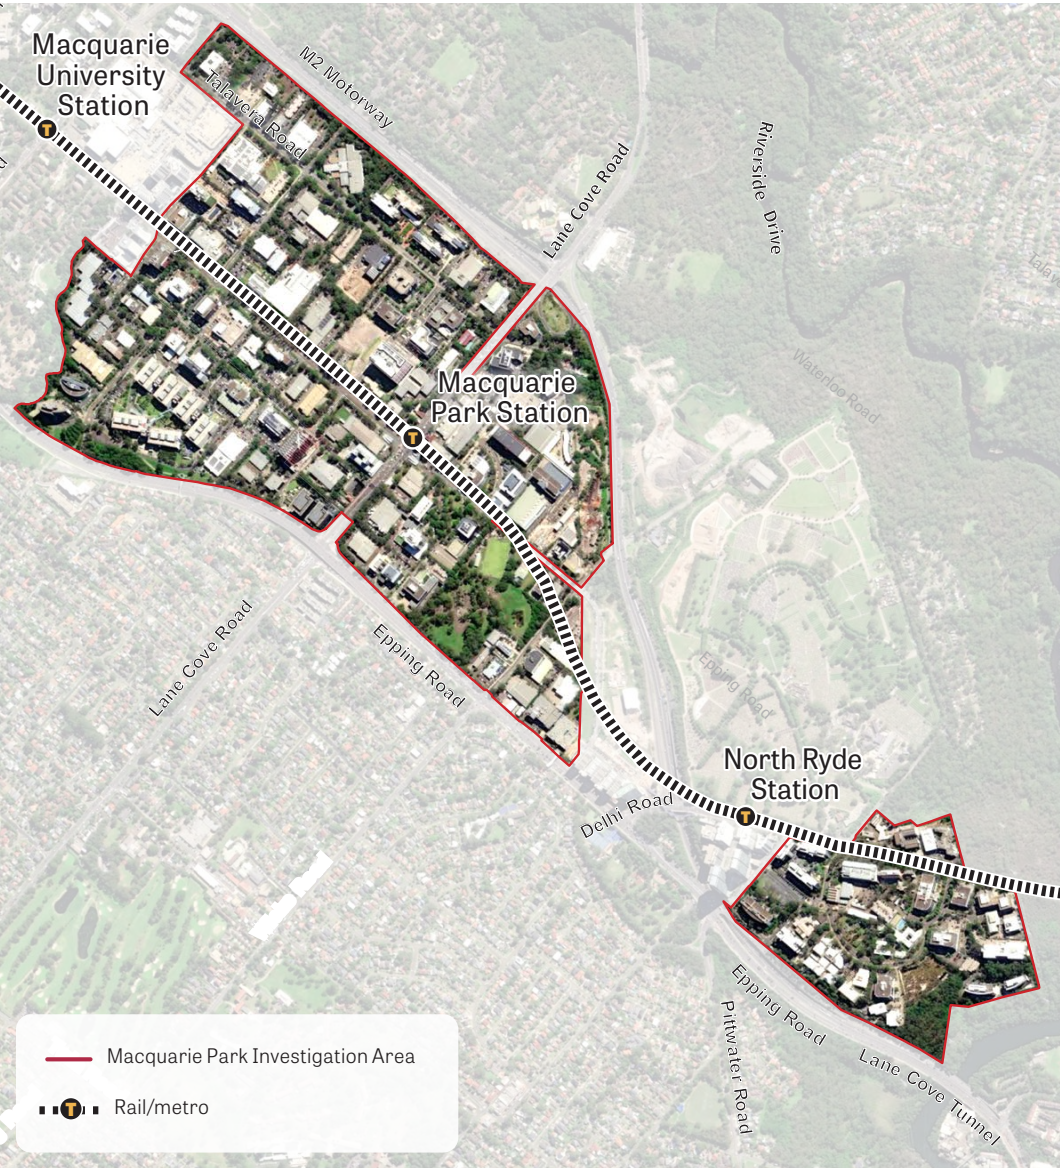 Macquarie
University
Station
M2 Motorway
Talavera Road
Lane Cove Road
Riverside Drive
Waterloo Road
Macquarie
Park Station
Lane Cove Road
Epping Road
Epping Road
North Ryde
Station
Delhi Road
Epping Road
Pittwater Road
Lane Cove Tunnel
Macquarie Park Investigation Area
T Rail/metro
T
T
T